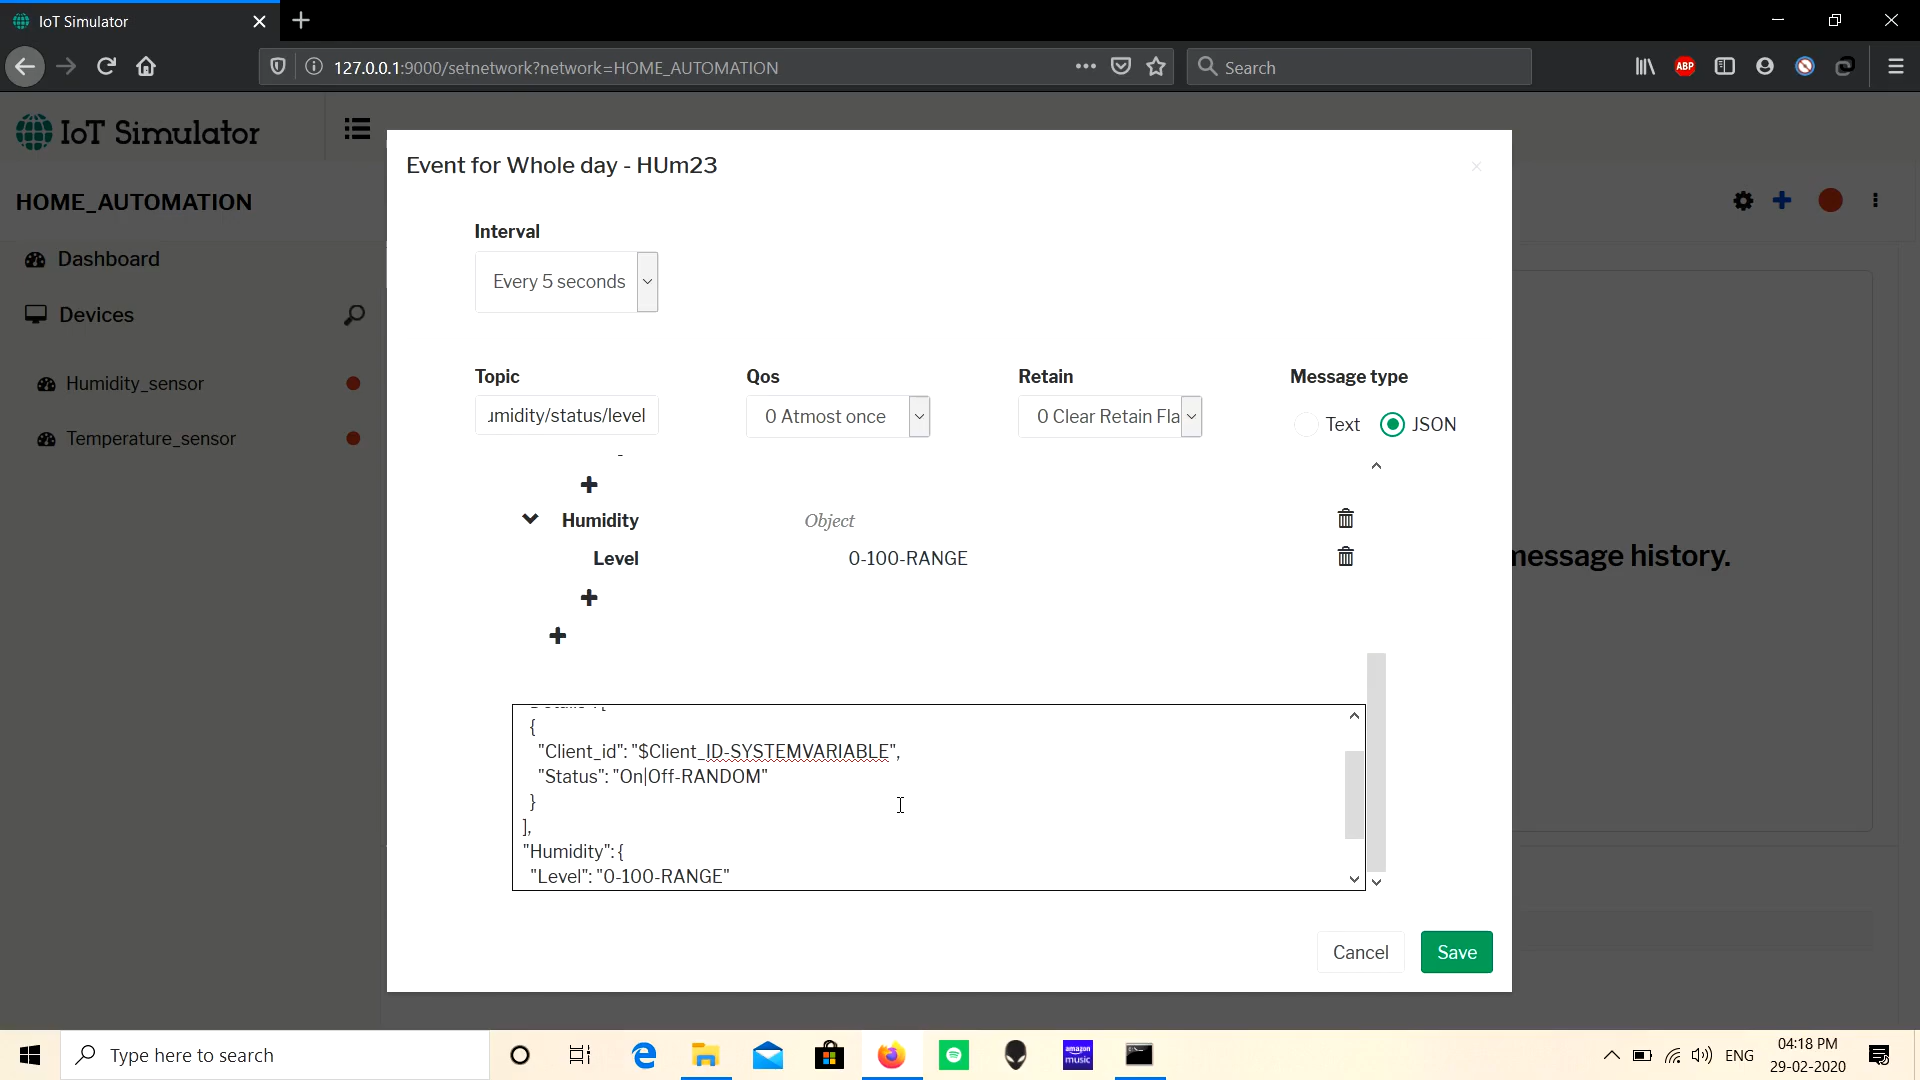 IoT Simulator
127.0.0.1:9000/setnetwork?network=HOME_AUTOMATION
Search
ABP
IoT Simulator
HOME_AUTOMATION
Dashboard
Devices
Humidity_sensor
Temperature_sensor
Event for Whole day - HUm23
Interval
Every 5 seconds
Topic
Qos
Retain
Message type
umidity/status/level
0 Atmost once
0 Clear Retain Fla
Text
JSON
Humidity
Object
Level
0-100-RANGE
{
"Client_id": "$Client_ID-SYSTEMVARIABLE",
"Status": "On|Off-RANDOM"
}
],
"Humidity": {
"Level": "0-100-RANGE"
Cancel
Save
message history.
Type here to search
amazon
music
ENG
04:18 PM
29-02-2020
3